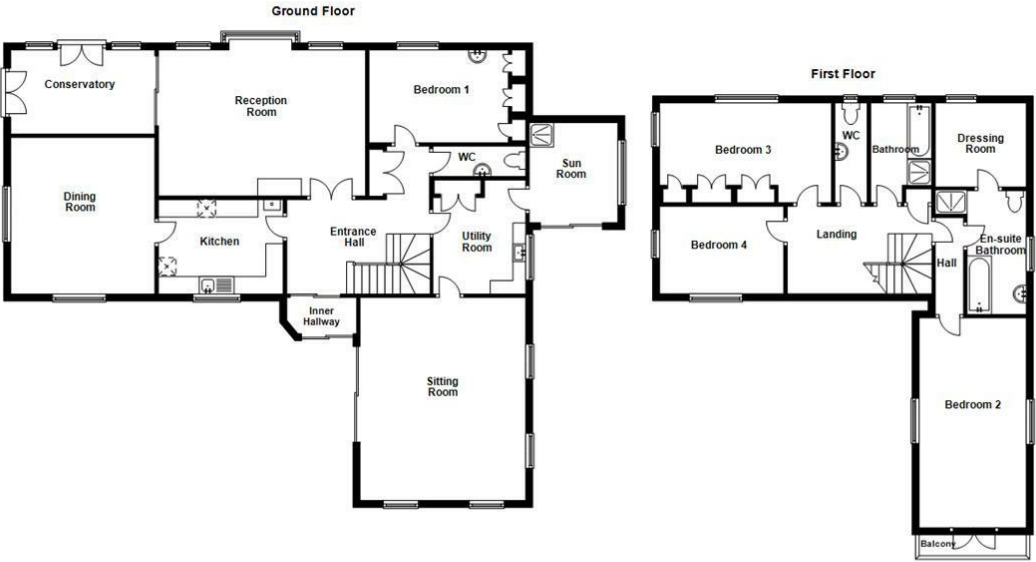 Ground Floor
Conservatory
Reception
Room
Bedroom 1
WC
Sun
Room
Dining
Room
Kitchen
Entrance
Hall
Utility
Room
Inner
Hallway
Sitting
Room
First Floor
Bedroom 3
WC
Bathroom
Dressing
Room
Bedroom 4
Landing
Hall
En-suite
Bathroom
Bedroom 2
Balcony